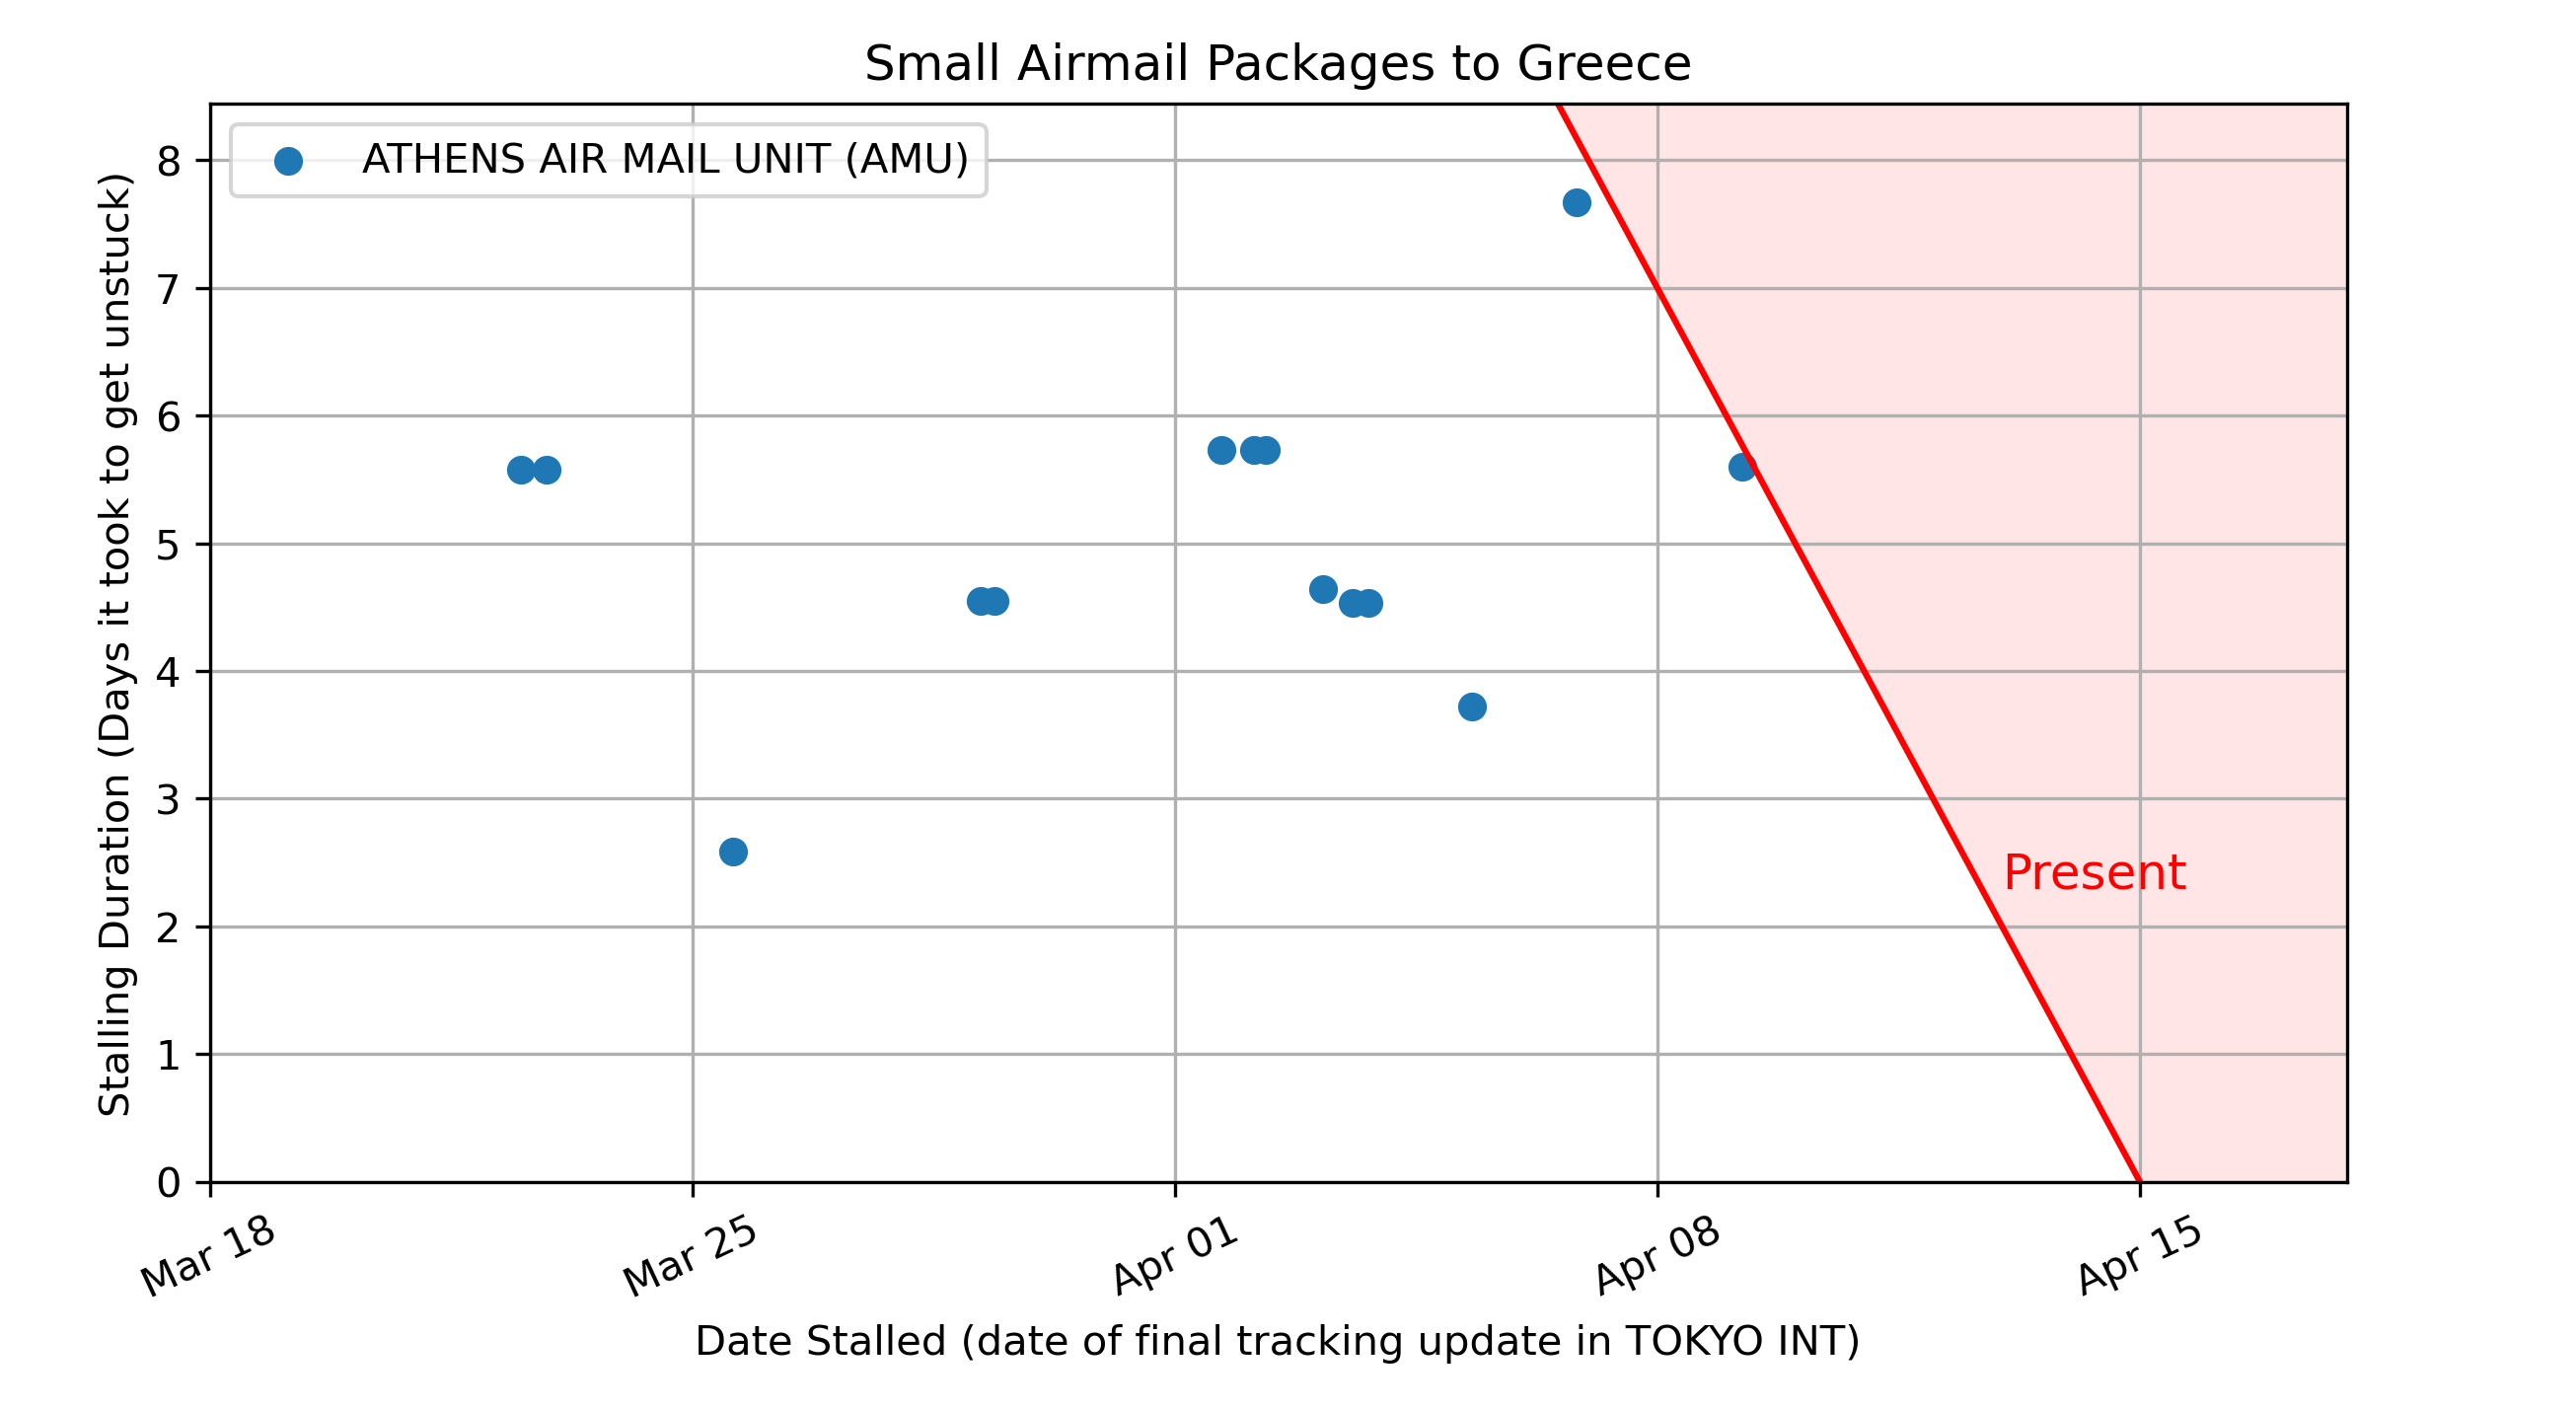 Small Airmail Packages to Greece
ATHENS AIR MAIL UNIT (AMU)
Stalling Duration (Days it took to get unstuck)
8
7
6
5
4
3
2
1
0
Present
Mar 18
Mar 25
Apr 01
Apr 08
Apr 15
Date Stalled (date of final tracking update in TOKYO INT)